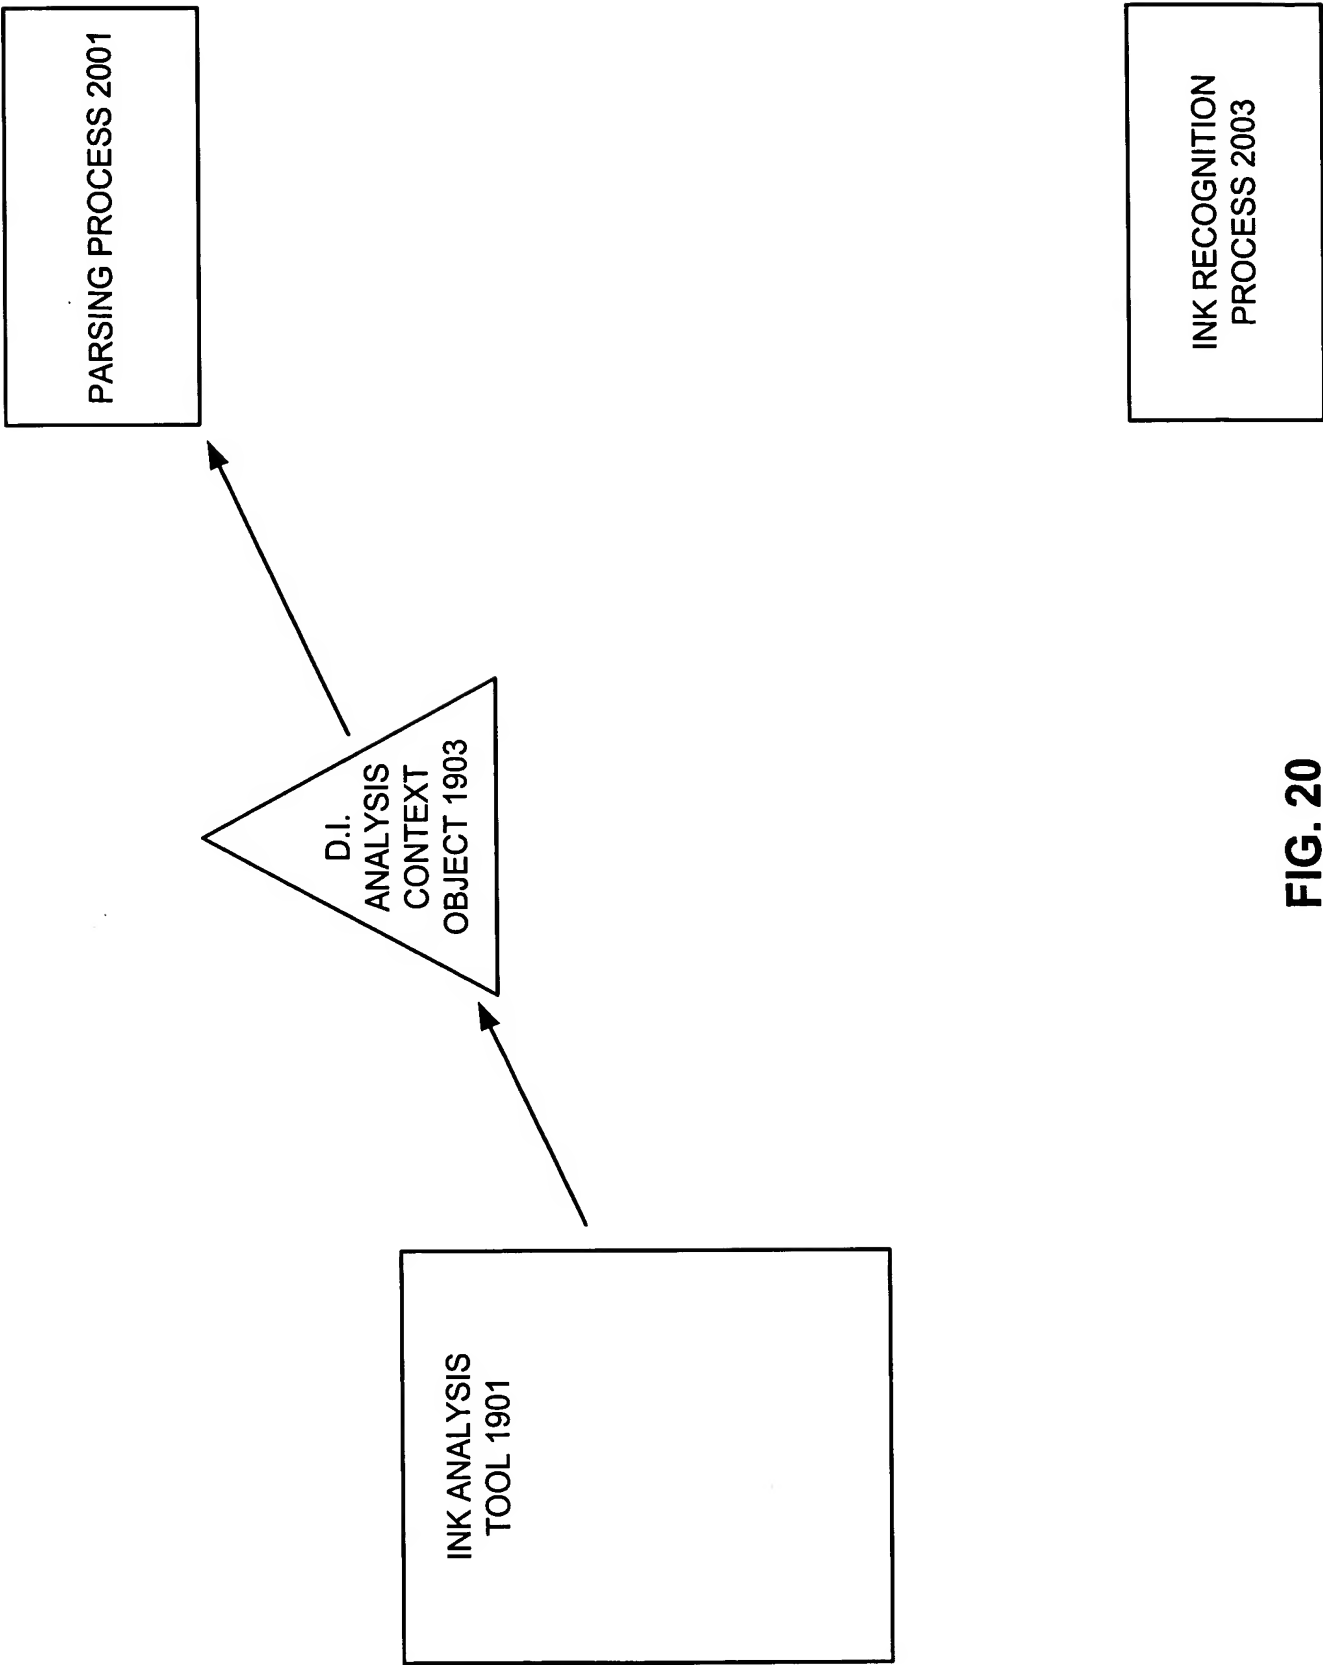 PARSING PROCESS 2001
D.I.
ANALYSIS
CONTEXT
OBJECT 1903
INK ANALYSIS
TOOL 1901
INK RECOGNITION
PROCESS 2003
FIG. 20